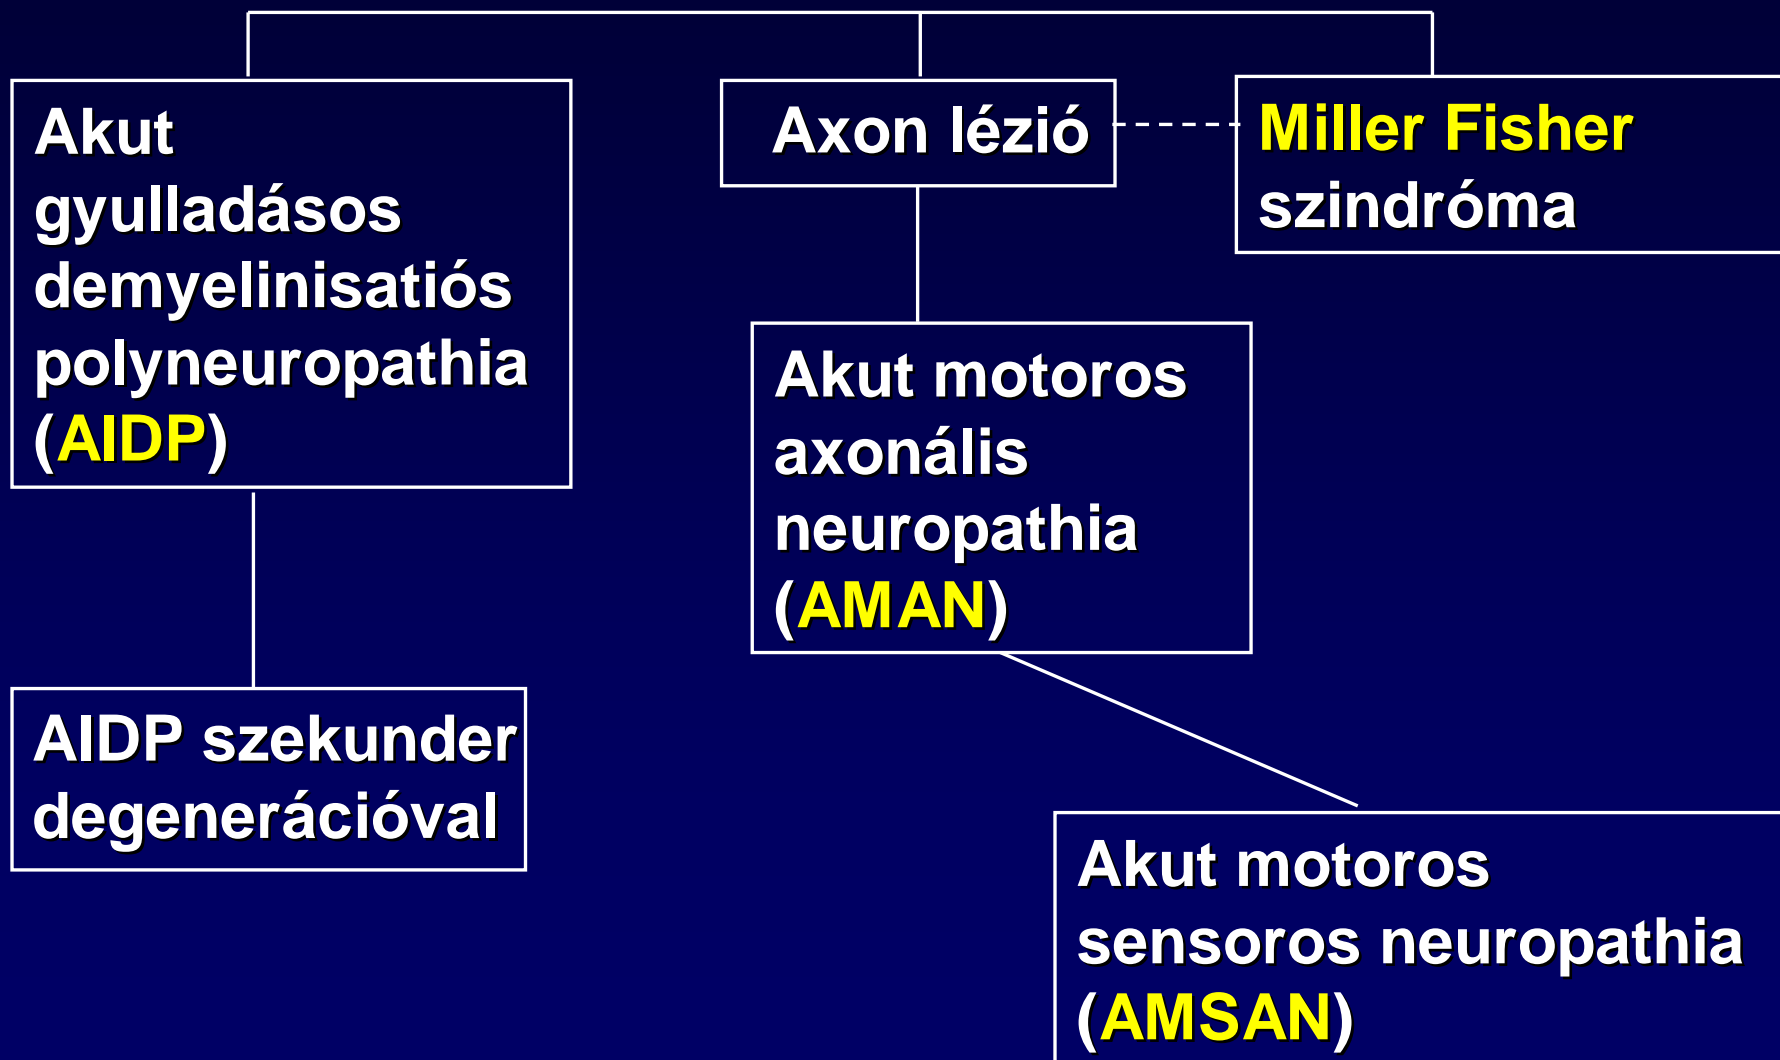 Akut
gyulladásos
demyelinisatiós
polyneuropathia
(AIDP)
Axon lézió
Miller Fisher
szindróma
Akut motoros
axonális
neuropathia
(AMAN)
AIDP szekunder
degenerációval
Akut motoros
sensoros neuropathia
(AMSAN)